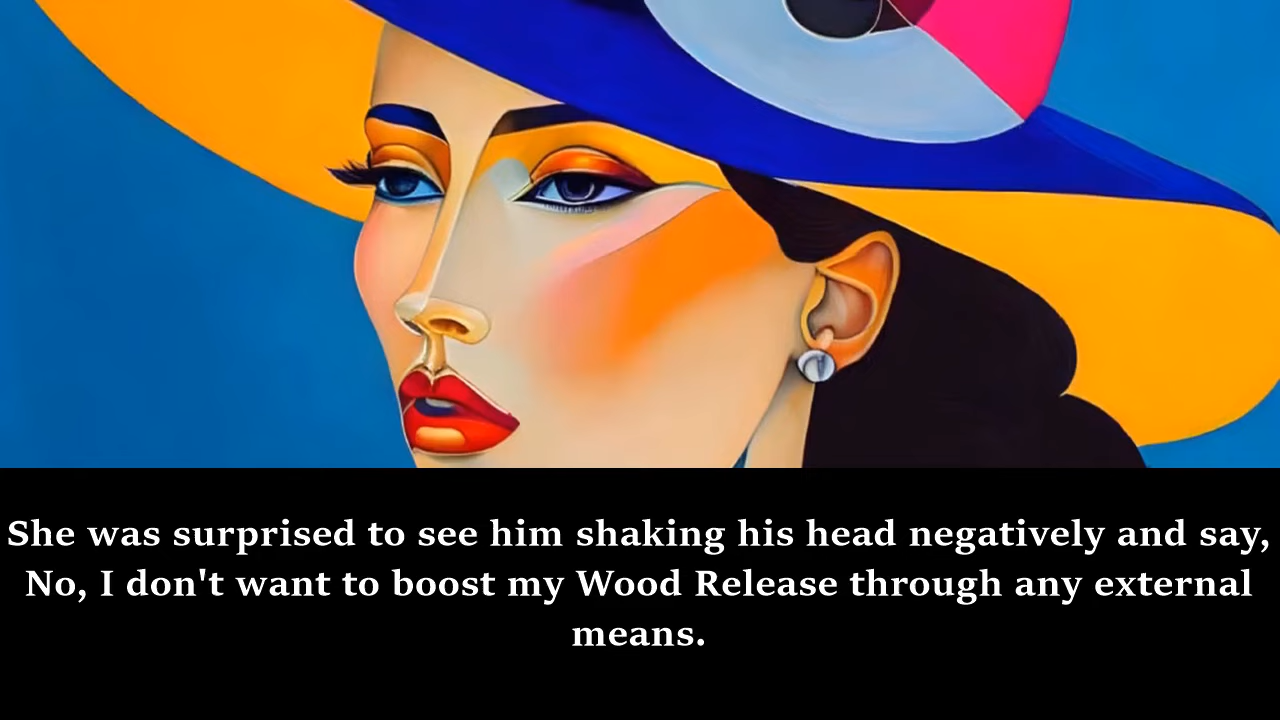 She was surprised to see him shaking his head negatively and say,
No, I don't want to boost my Wood Release through any external
means.